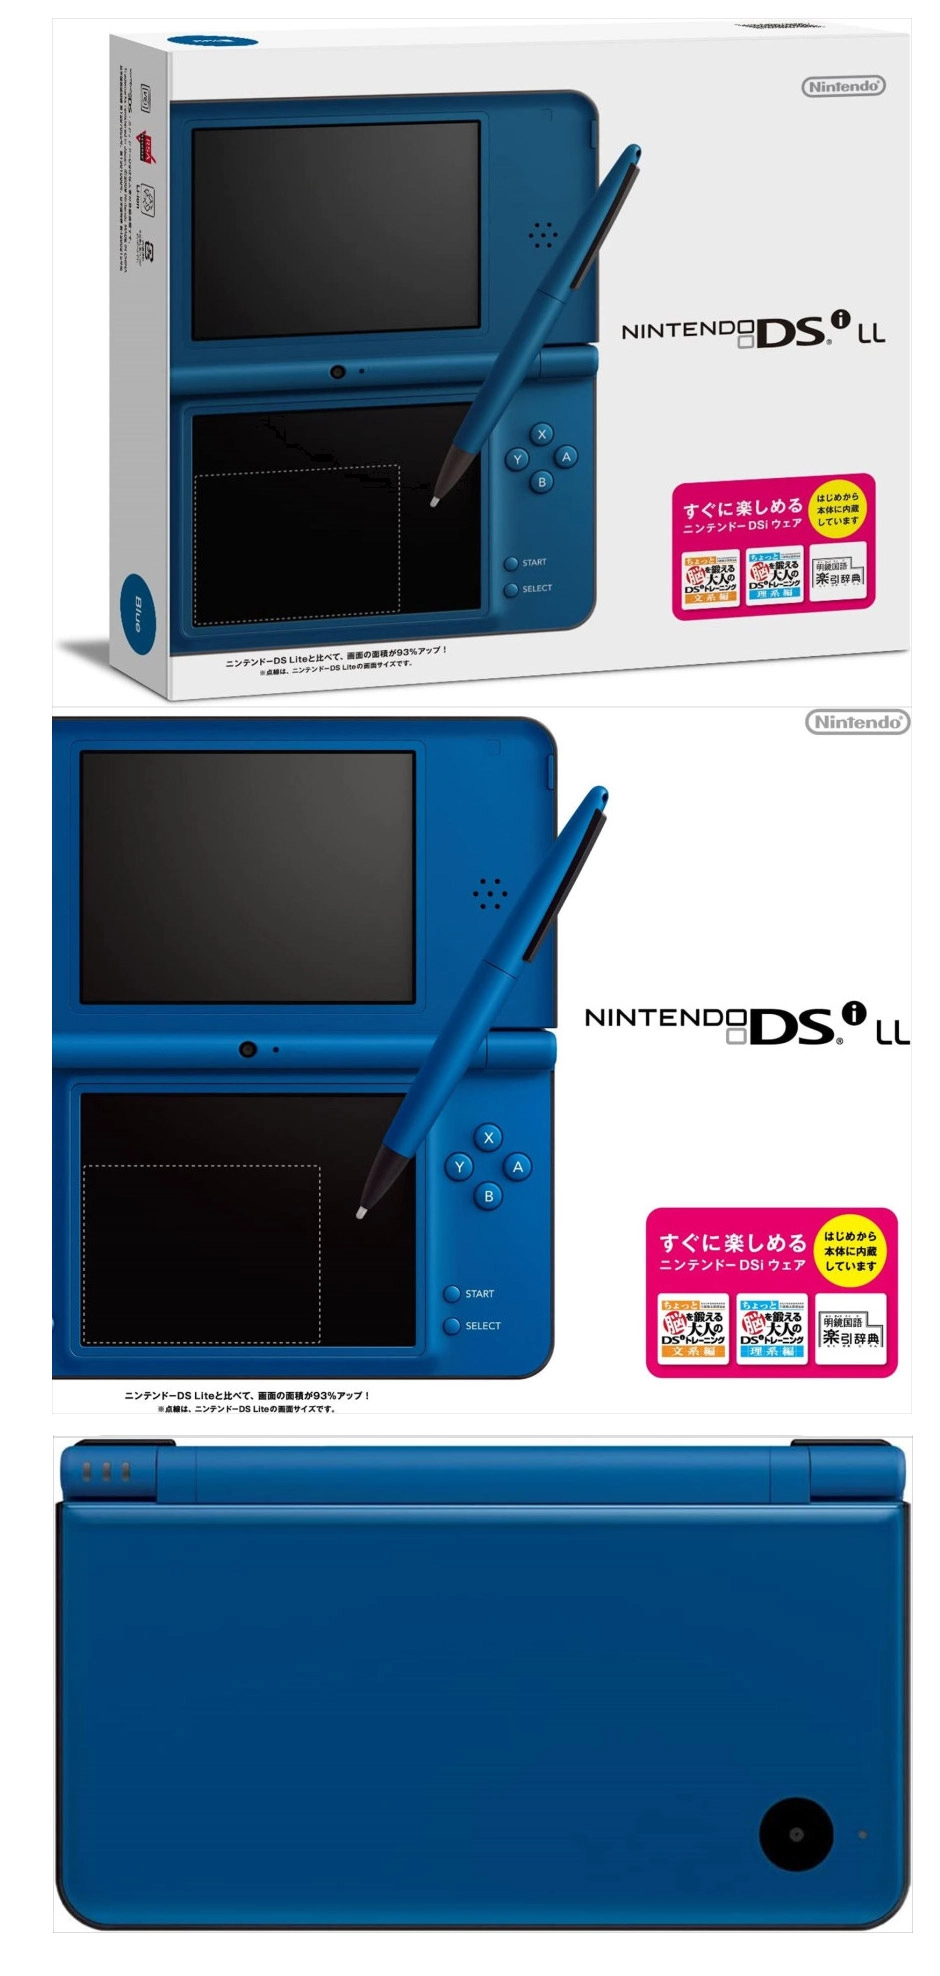 Nintendo
RSA
Li-ion
NINTENDO DS i LL
X
Y
A
B
START
SELECT
すぐに楽しめる
ニンテンドーDSi ウェア
はじめから
本体に内蔵
しています
ちょっと
脳を鍛える
大人の
DSiトレーニング
文系編
ちょっと
脳を鍛える
大人の
DSiトレーニング
理系編
明鏡国語
楽引辞典
Blue
ニンテンドーDS Liteと比べて、画面の面積が93%アップ！
※点線は、ニンテンドーDS Liteの画面サイズです。
Nintendo
NINTENDO DS i LL
X
Y
A
B
START
SELECT
すぐに楽しめる
ニンテンドーDSi ウェア
はじめから
本体に内蔵
しています
ちょっと
脳を鍛える
大人の
DSiトレーニング
文系編
ちょっと
脳を鍛える
大人の
DSiトレーニング
理系編
明鏡国語
楽引辞典
ニンテンドーDS Liteと比べて、画面の面積が93%アップ！
※点線は、ニンテンドーDS Liteの画面サイズです。